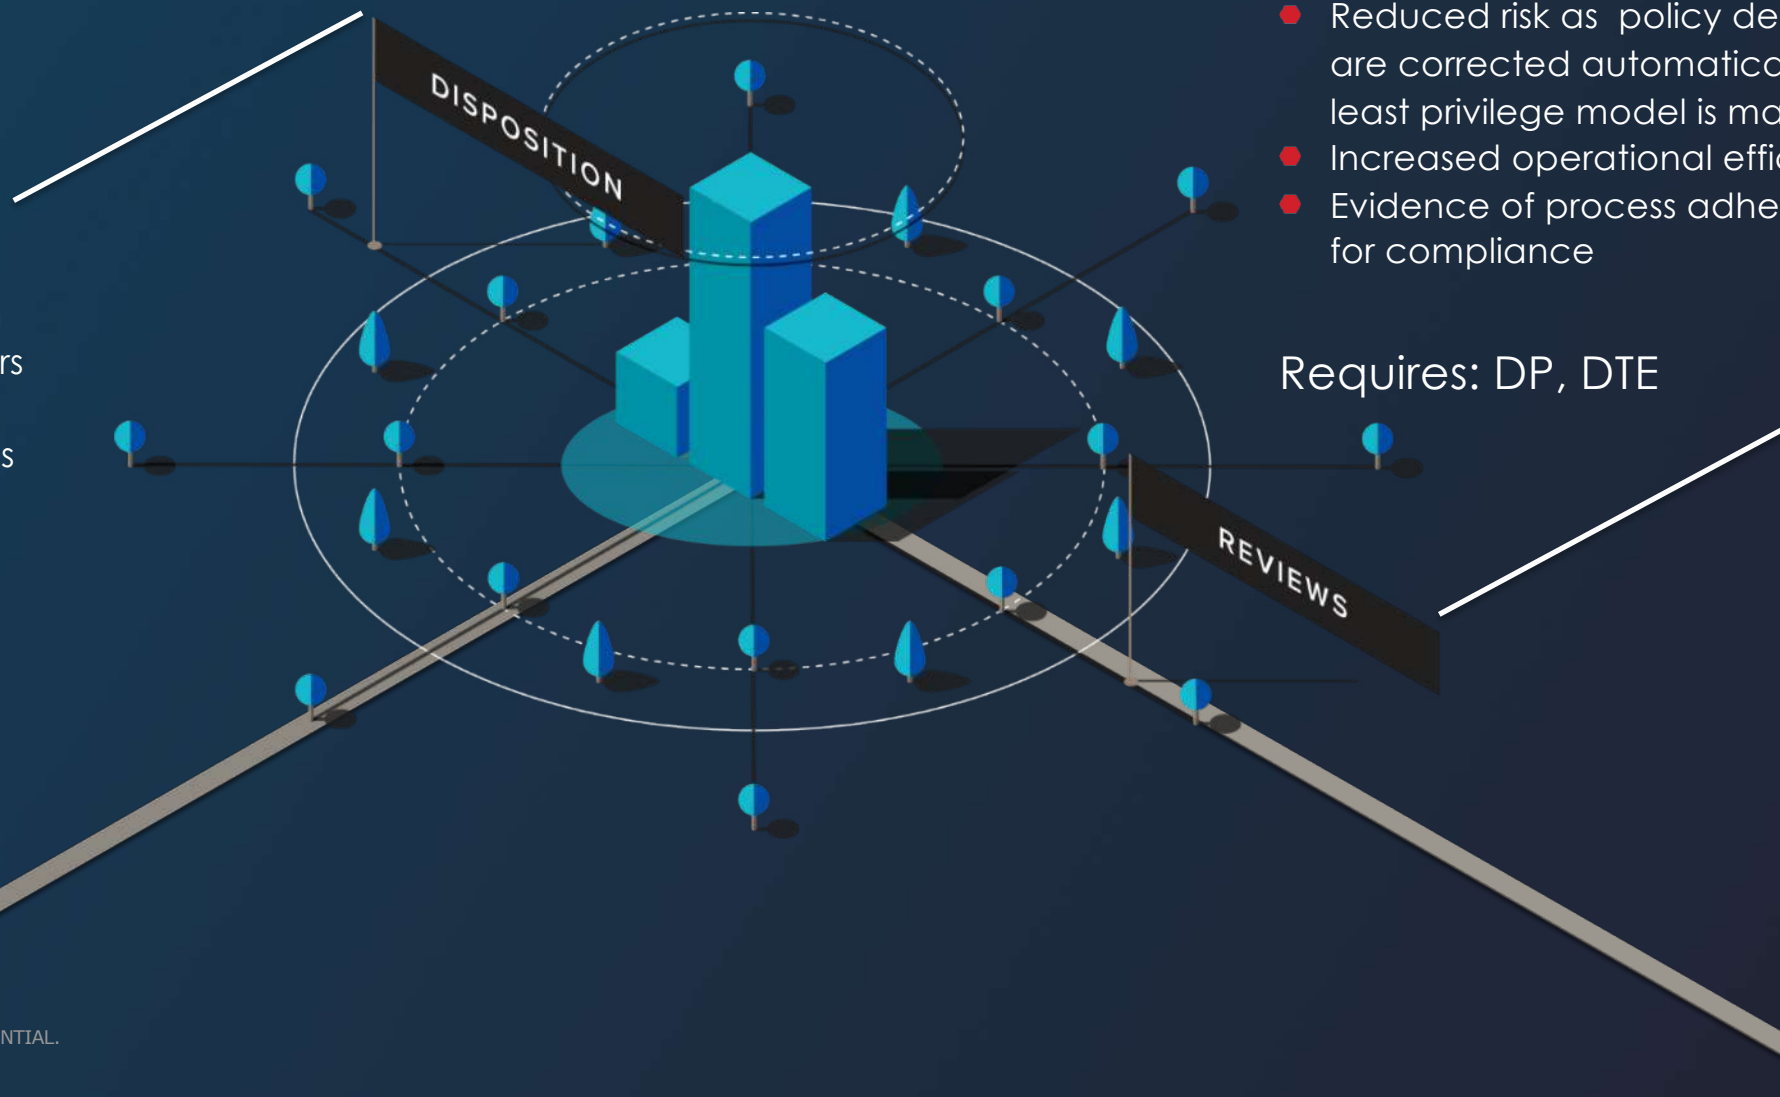 DISPOSITION
Reduced risk as policy de
are corrected automatica
least privilege model is ma
Increased operational effic
Evidence of process adhe
for compliance
rs
s
Requires: DP, DTE
REVIEWS
NTIAL.